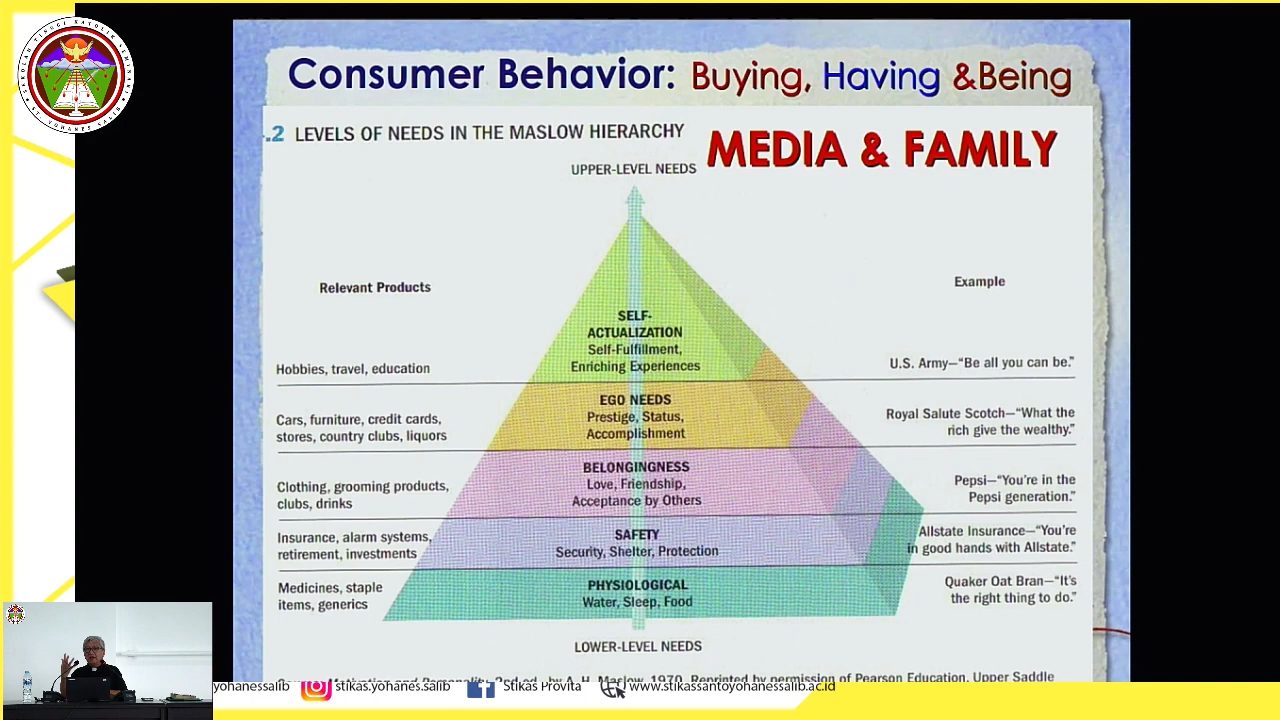 Consumer Behavior: Buying, Having &Being
.2 LEVELS OF NEEDS IN THE MASLOW HIERARCHY
MEDIA & FAMILY
UPPER-LEVEL NEEDS
Relevant Products
Example
SELF-
ACTUALIZATION
Self-Fulfillment,
Enriching Experiences
Hobbies, travel, education
U.S. Army—“Be all you can be.”
EGO NEEDS
Prestige, Status,
Accomplishment
Cars, furniture, credit cards,
stores, country clubs, liquors
Royal Salute Scotch—“What the
rich give the wealthy.”
BELONGINGNESS
Love, Friendship,
Acceptance by Others
Clothing, grooming products,
clubs, drinks
Pepsi—“You’re in the
Pepsi generation.”
SAFETY
Security, Shelter, Protection
Insurance, alarm systems,
retirement, investments
Allstate Insurance—“You’re
in good hands with Allstate.”
PHYSIOLOGICAL
Water, Sleep, Food
Medicines, staple
items, generics
Quaker Oat Bran—“It’s
the right thing to do.”
LOWER-LEVEL NEEDS
Motivation and Personality, 2nd ed., by A. H. Maslow, 1970. Reprinted by permission of Pearson Education, Upper Saddle
yohanessalib stikas.yohanes.salib Stikas Provita www.stikassantoyohanessalib.ac.id